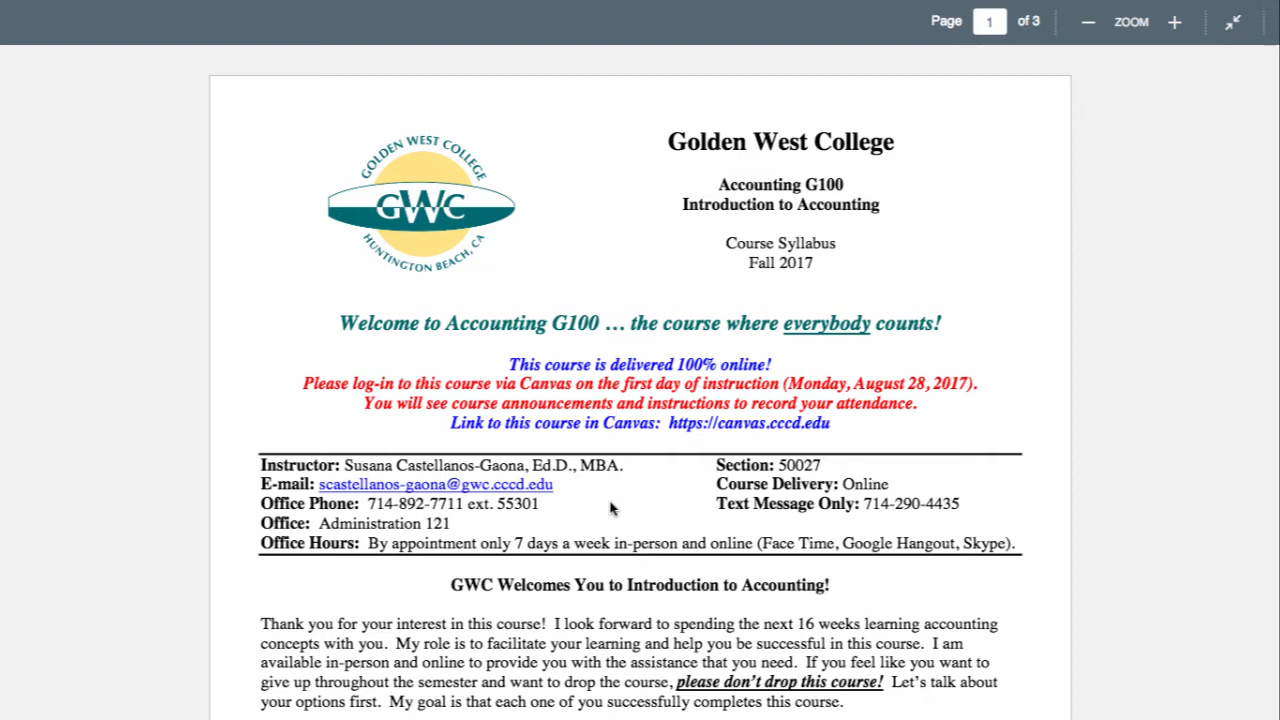 Page 1 of 3 — ZOOM +
GOLDEN WEST COLLEGE
GWC
HUNTINGTON BEACH, CA
Golden West College
Accounting G100
Introduction to Accounting
Course Syllabus
Fall 2017
Welcome to Accounting G100 … the course where everybody counts!
This course is delivered 100% online!
Please log-in to this course via Canvas on the first day of instruction (Monday, August 28, 2017).
You will see course announcements and instructions to record your attendance.
Link to this course in Canvas: https://canvas.cccd.edu
Instructor: Susana Castellanos-Gaona, Ed.D., MBA. Section: 50027
E-mail: scastellanos-gaona@gwc.cccd.edu Course Delivery: Online
Office Phone: 714-892-7711 ext. 55301 Text Message Only: 714-290-4435
Office: Administration 121
Office Hours: By appointment only 7 days a week in-person and online (Face Time, Google Hangout, Skype).
GWC Welcomes You to Introduction to Accounting!
Thank you for your interest in this course! I look forward to spending the next 16 weeks learning accounting
concepts with you. My role is to facilitate your learning and help you be successful in this course. I am
available in-person and online to provide you with the assistance that you need. If you feel like you want to
give up throughout the semester and want to drop the course, please don't drop this course! Let's talk about
your options first. My goal is that each one of you successfully completes this course.